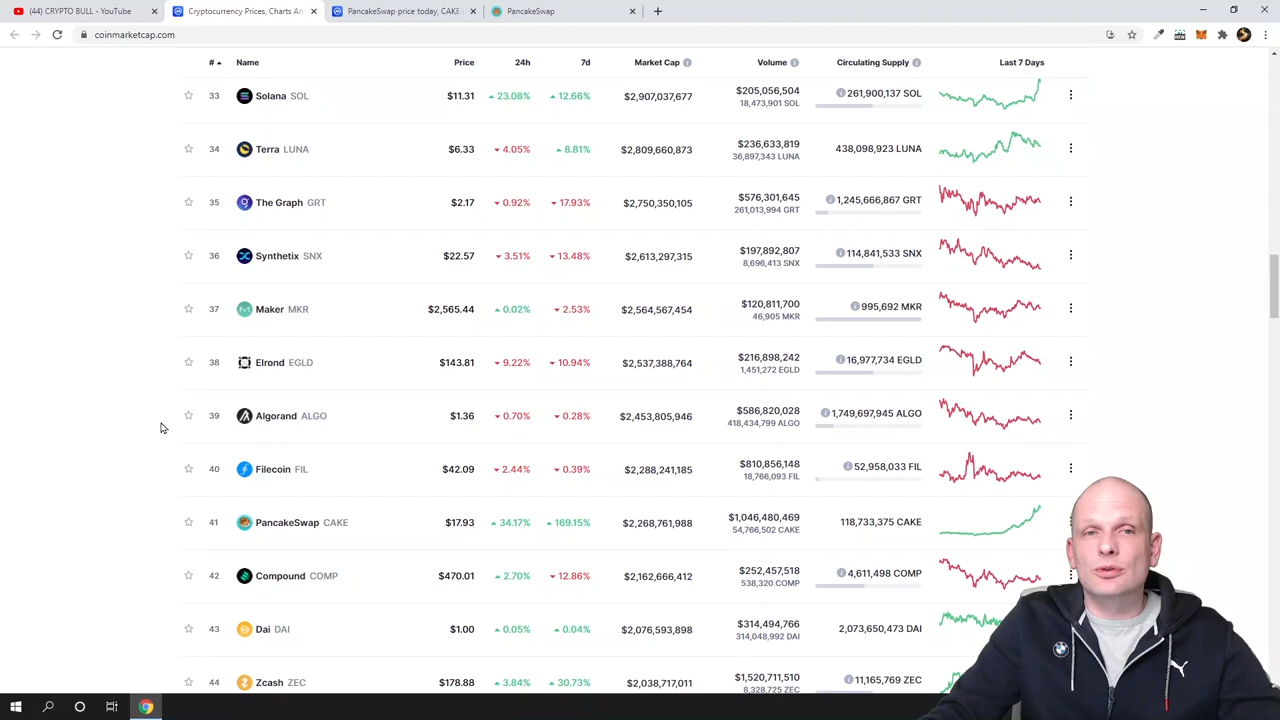 (44) CRYPTO BULL - YouTube
Cryptocurrency Prices, Charts An
PancakeSwap price today, CAKE
PancakeSwap
coinmarketcap.com
# Name Price 24h 7d Market Cap Volume Circulating Supply Last 7 Days
33 Solana SOL $11.31 23.08% 12.66% $2,907,037,677 $205,056,504 261,900,137 SOL
18,473,901 SOL
34 Terra LUNA $6.33 4.05% 8.81% $2,809,660,873 $236,633,819 438,098,923 LUNA
36,897,343 LUNA
35 The Graph GRT $2.17 0.92% 17.93% $2,750,350,105 $576,301,645 1,245,666,867 GRT
261,013,994 GRT
36 Synthetix SNX $22.57 3.51% 13.48% $2,613,297,315 $197,892,807 114,841,533 SNX
8,696,413 SNX
37 Maker MKR $2,565.44 0.02% 2.53% $2,564,567,454 $120,811,700 995,692 MKR
46,905 MKR
38 Elrond EGLD $143.81 9.22% 10.94% $2,537,388,764 $216,898,242 16,977,734 EGLD
1,451,272 EGLD
39 Algorand ALGO $1.36 0.70% 0.28% $2,453,805,946 $586,820,028 1,749,697,945 ALGO
418,434,799 ALGO
40 Filecoin FIL $42.09 2.44% 0.39% $2,288,241,185 $810,856,148 52,958,033 FIL
18,766,093 FIL
41 PancakeSwap CAKE $17.93 34.17% 169.15% $2,268,761,988 $1,046,480,469 118,733,375 CAKE
54,766,502 CAKE
42 Compound COMP $470.01 2.70% 12.86% $2,162,666,412 $252,457,518 4,611,498 COMP
538,320 COMP
43 Dai DAI $1.00 0.05% 0.04% $2,076,593,898 $314,494,766 2,073,650,473 DAI
314,048,992 DAI
44 Zcash ZEC $178.88 3.84% 30.73% $2,038,717,011 $1,520,711,510 11,165,769 ZEC
8,328,725 ZEC